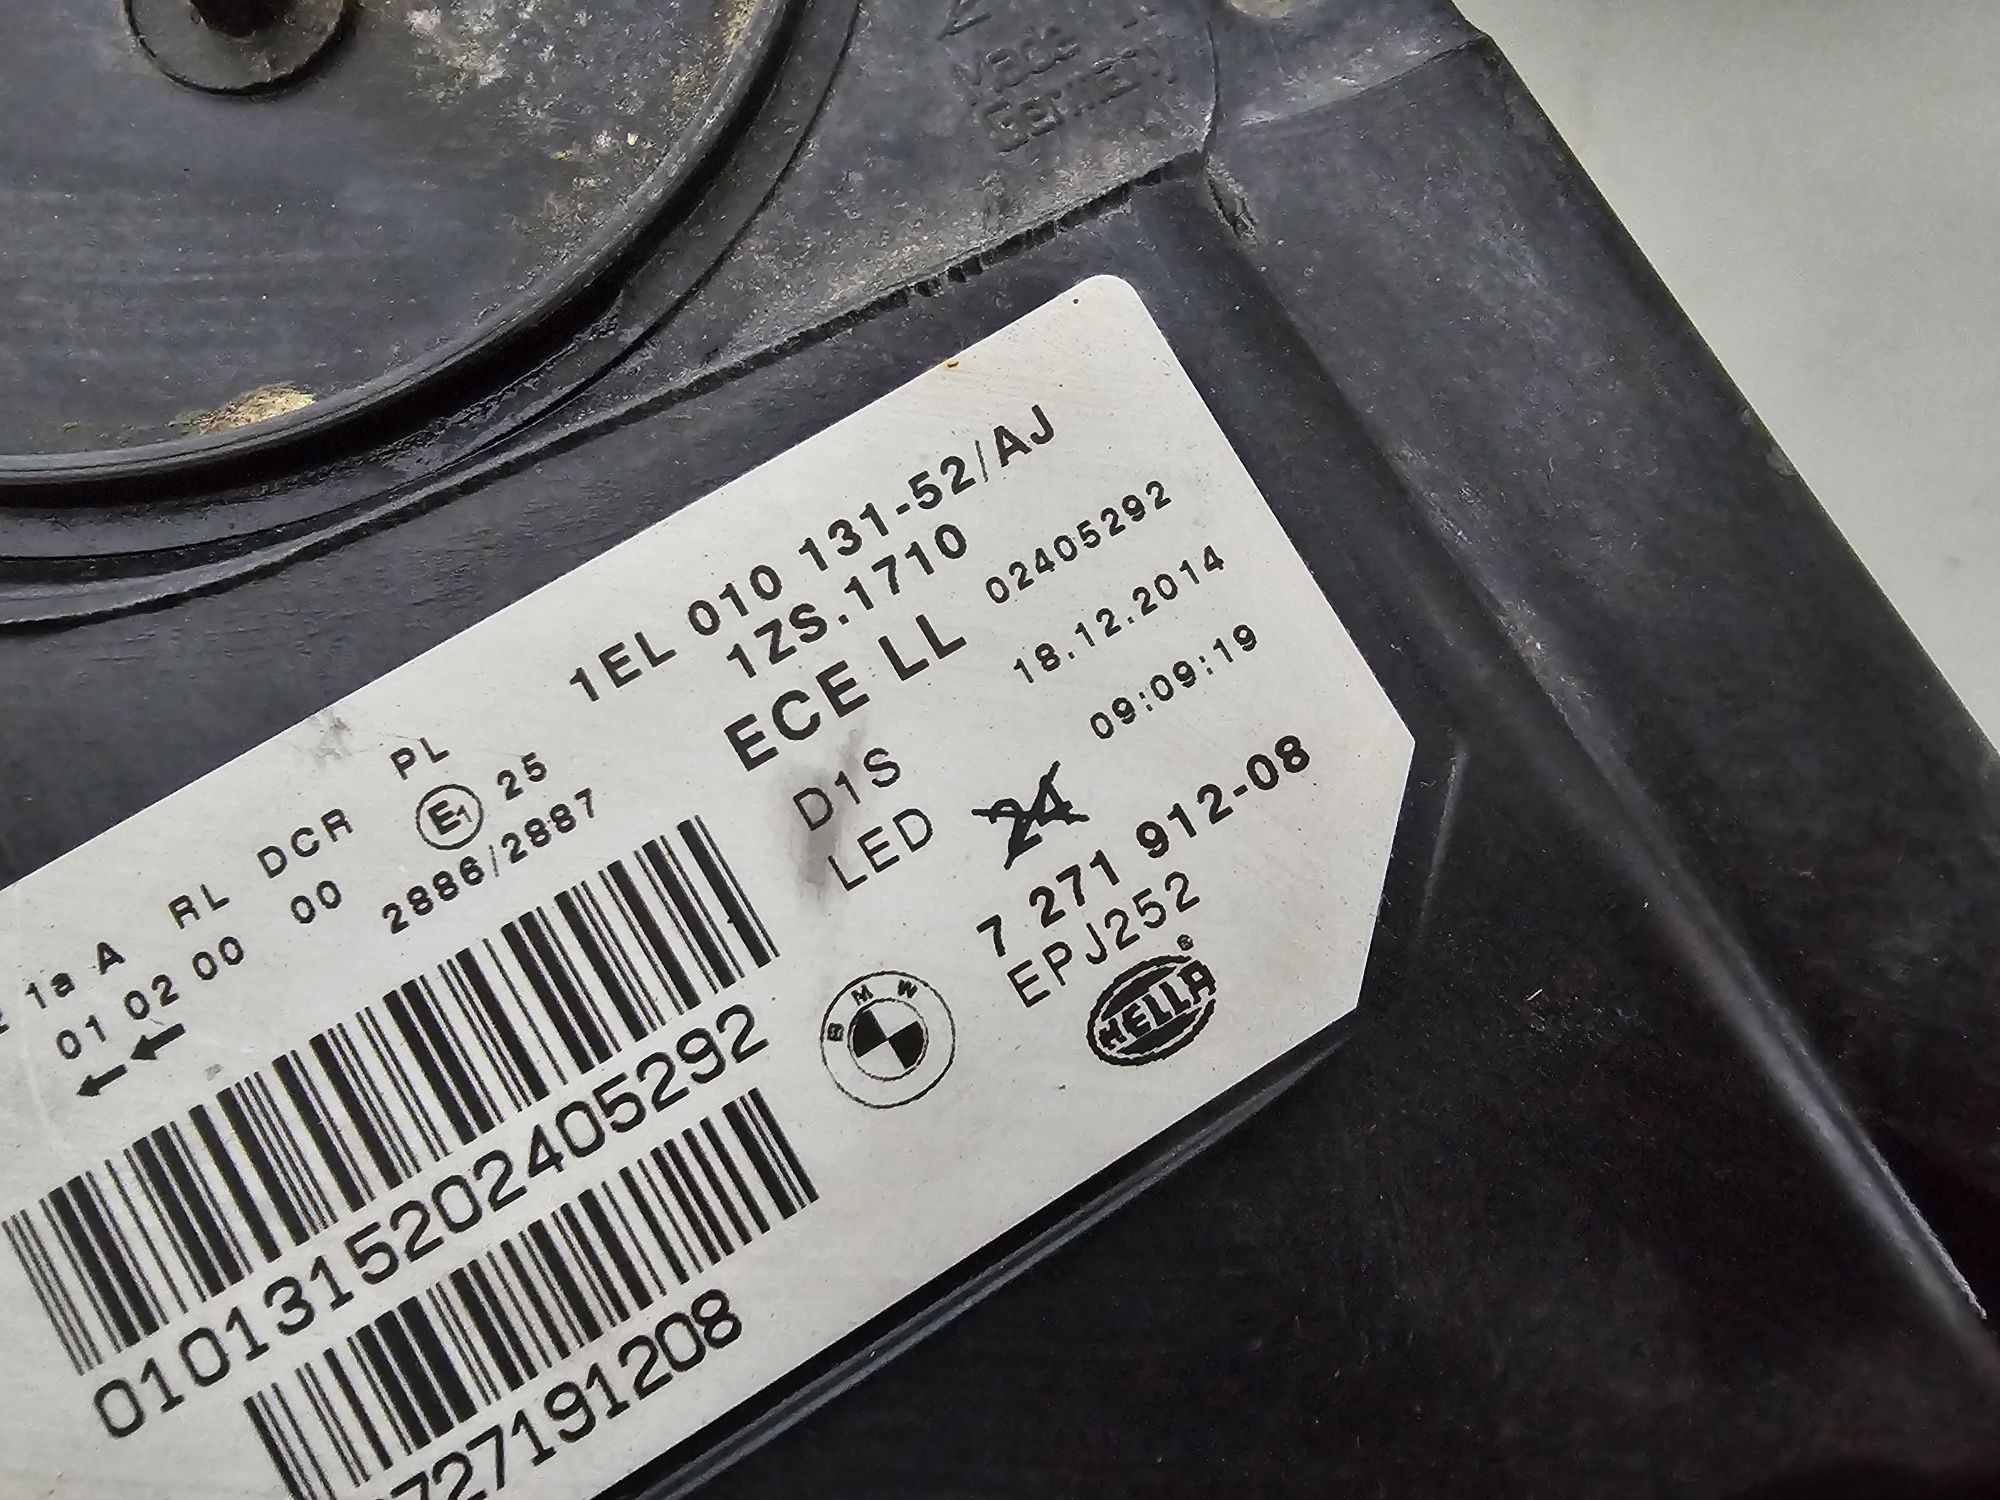 Made
Germany
1EL 010 131-52/AJ
1ZS.1710
ECE LL
02405292
18.12.2014
09:09:19
D1S
LED
24
7 271 912-08
EPJ252
HELLA®
BMW
1a A RL DCR PL
01 02 00 00
E1 25
2886/2887
0101315202405292
727191208